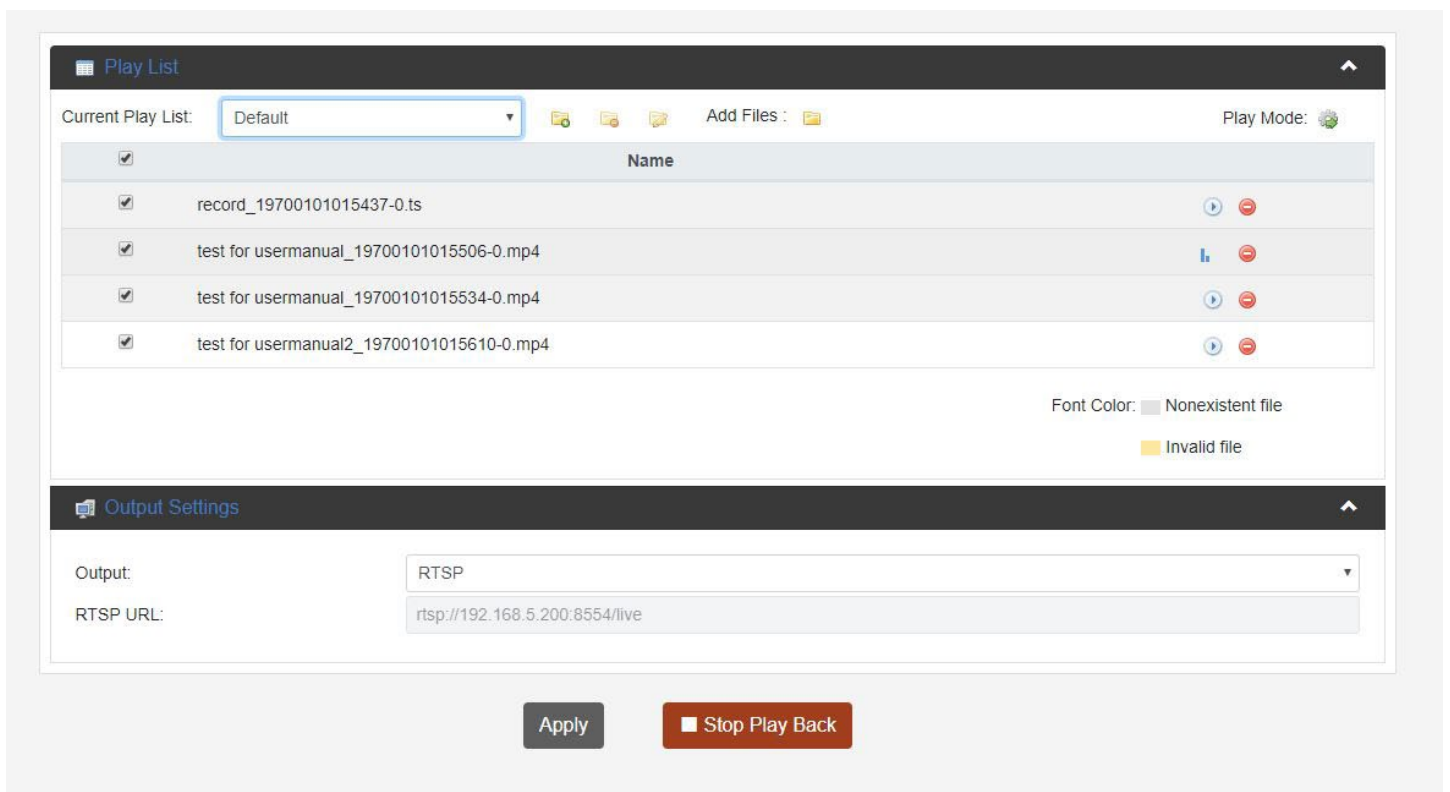 Play List
Current Play List: Default Add Files : Play Mode:
Name
record_19700101015437-0.ts
test for usermanual_19700101015506-0.mp4
test for usermanual_19700101015534-0.mp4
test for usermanual2_19700101015610-0.mp4
Font Color: Nonexistent file
Invalid file
Output Settings
Output: RTSP
RTSP URL: rtsp://192.168.5.200:8554/live
Apply Stop Play Back